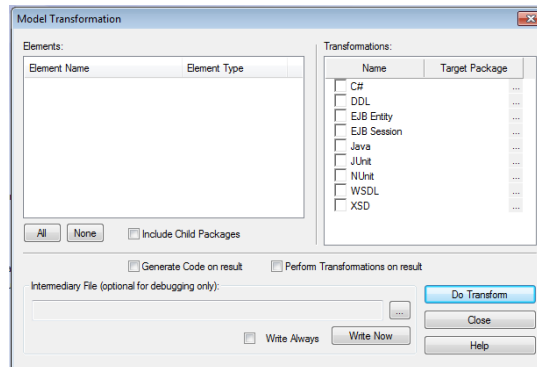 Model Transformation
Elements:
Element Name Element Type
All None Include Child Packages
Transformations:
Name Target Package
C# ...
DDL ...
EJB Entity ...
EJB Session ...
Java ...
JUnit ...
NUnit ...
WSDL ...
XSD ...
Generate Code on result Perform Transformations on result
Intermediary File (optional for debugging only):
...
Write Always Write Now
Do Transform
Close
Help